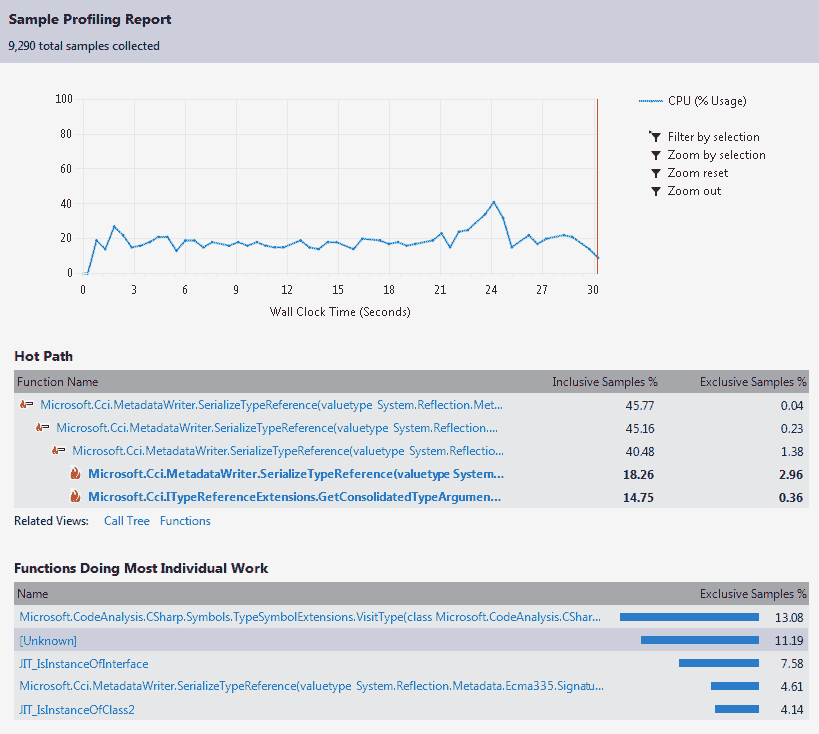 Sample Profiling Report
9,290 total samples collected
100
80
60
40
20
0
0 3 6 9 12 15 18 21 24 27 30
Wall Clock Time (Seconds)
CPU (% Usage)
Filter by selection
Zoom by selection
Zoom reset
Zoom out
Hot Path
Function Name Inclusive Samples % Exclusive Samples %
Microsoft.Cci.MetadataWriter.SerializeTypeReference(valuetype System.Reflection.Met... 45.77 0.04
Microsoft.Cci.MetadataWriter.SerializeTypeReference(valuetype System.Reflection.... 45.16 0.23
Microsoft.Cci.MetadataWriter.SerializeTypeReference(valuetype System.Reflectio... 40.48 1.38
Microsoft.Cci.MetadataWriter.SerializeTypeReference(valuetype System... 18.26 2.96
Microsoft.Cci.ITypeReferenceExtensions.GetConsolidatedTypeArgumen... 14.75 0.36
Related Views: Call Tree Functions
Functions Doing Most Individual Work
Name Exclusive Samples %
Microsoft.CodeAnalysis.CSharp.Symbols.TypeSymbolExtensions.VisitType(class Microsoft.CodeAnalysis.CShar... 13.08
[Unknown] 11.19
JIT_IsInstanceOfInterface 7.58
Microsoft.Cci.MetadataWriter.SerializeTypeReference(valuetype System.Reflection.Metadata.Ecma335.Signatu... 4.61
JIT_IsInstanceOfClass2 4.14